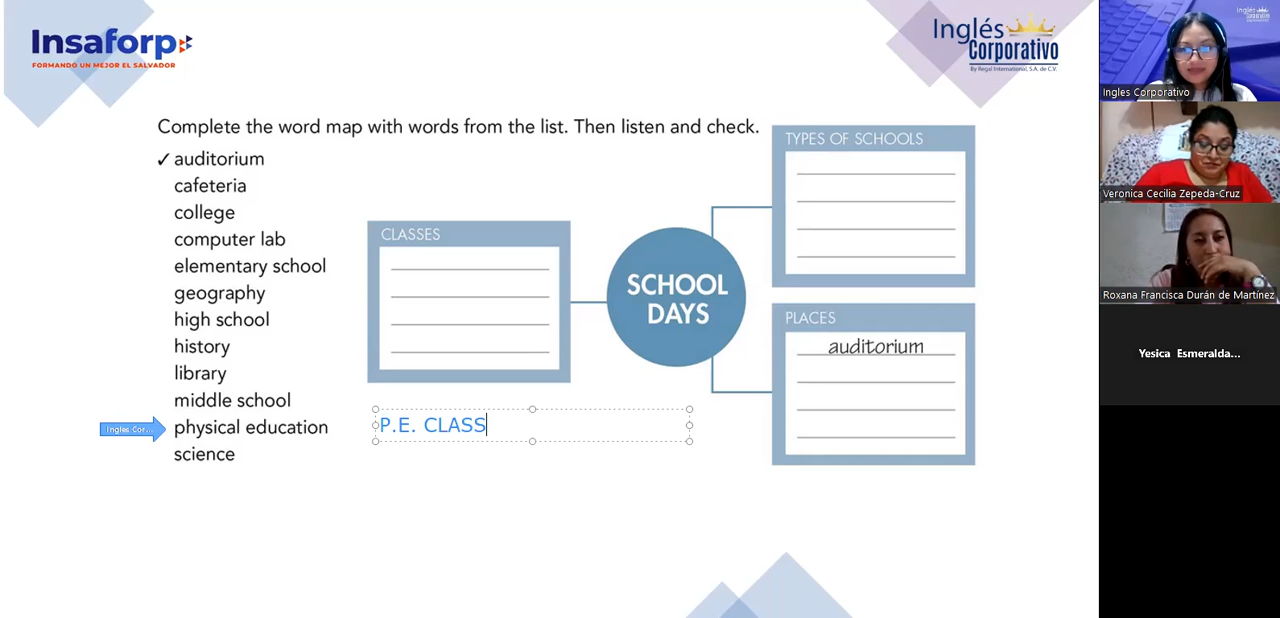 Insaforp
FORMANDO UN MEJOR EL SALVADOR
Inglés
Corporativo
By Regal International, S.A. de C.V.
Complete the word map with words from the list. Then listen and check.
✓ auditorium
cafeteria
college
computer lab
elementary school
geography
high school
history
library
middle school
physical education
science
Ingles Cor...
CLASSES
P.E. CLASS
SCHOOL
DAYS
TYPES OF SCHOOLS
PLACES
auditorium
Inglés
Ingles Corporativo
Veronica Cecilia Zepeda-Cruz
Roxana Francisca Durán de Martínez
Yesica Esmeralda...